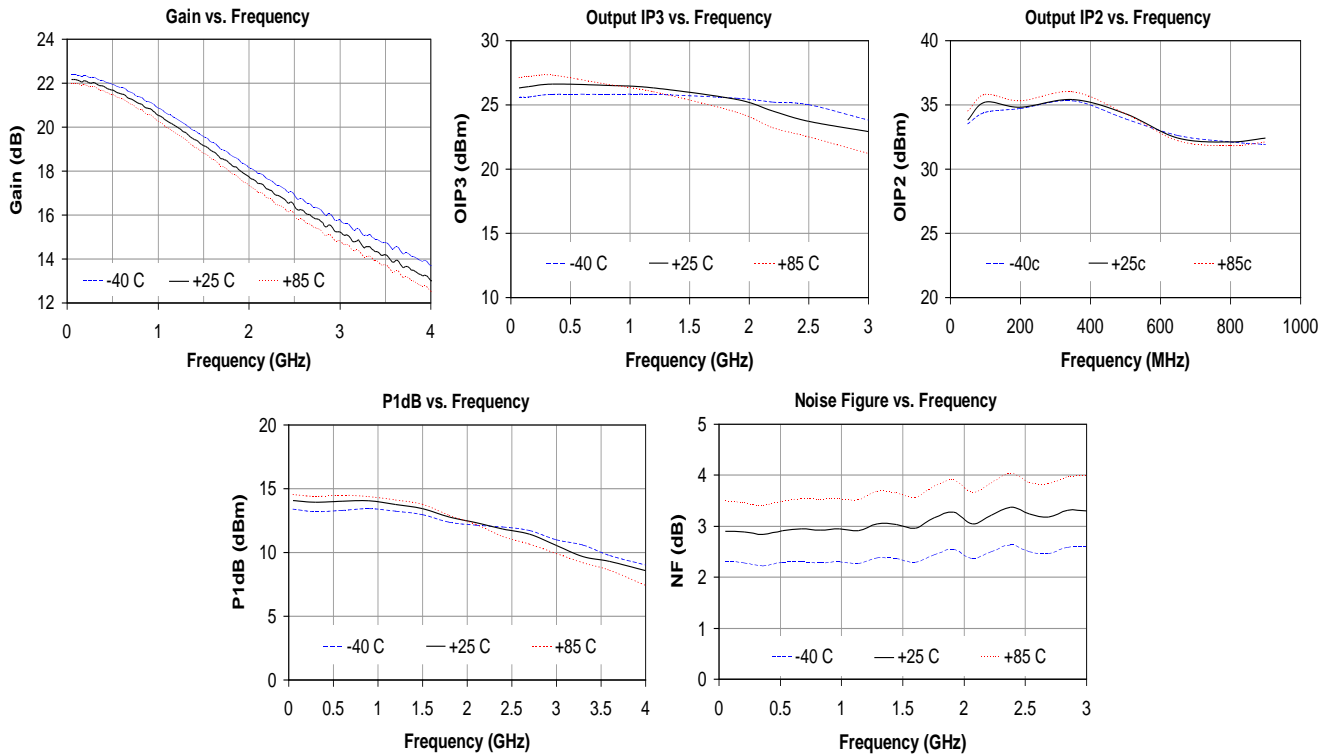 Gain vs. Frequency
Gain (dB)
24
22
20
18
16
14
12
-40 C
+25 C
+85 C
0
1
2
3
4
Frequency (GHz)
Output IP3 vs. Frequency
OIP3 (dBm)
30
25
20
15
10
-40 C
+25 C
+85 C
0
0.5
1
1.5
2
2.5
3
Frequency (GHz)
Output IP2 vs. Frequency
OIP2 (dBm)
40
35
30
25
20
-40c
+25c
+85c
0
200
400
600
800
1000
Frequency (MHz)
P1dB vs. Frequency
P1dB (dBm)
20
15
10
5
0
-40 C
+25 C
+85 C
0
0.5
1
1.5
2
2.5
3
3.5
4
Frequency (GHz)
Noise Figure vs. Frequency
NF (dB)
5
4
3
2
1
0
-40 C
+25 C
+85 C
0
0.5
1
1.5
2
2.5
3
Frequency (GHz)